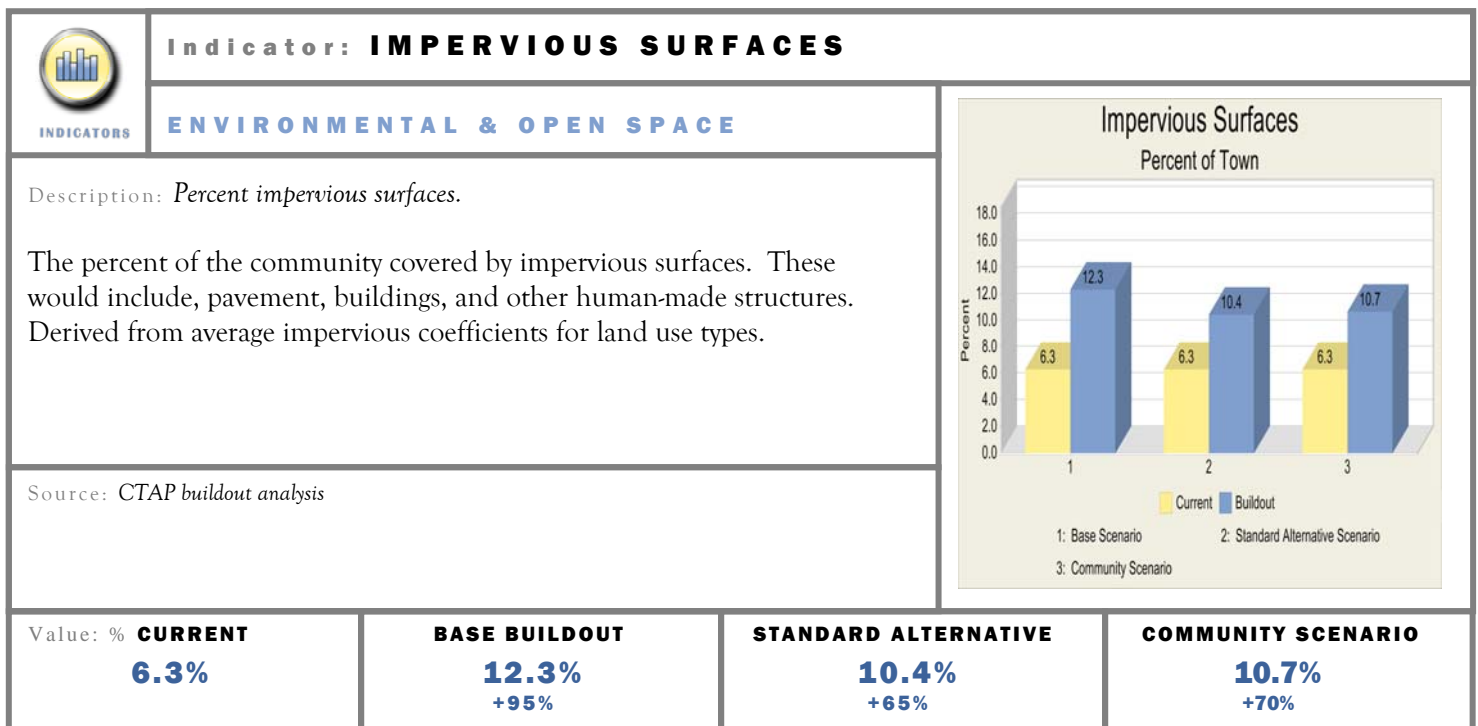 INDICATORS
Indicator: IMPERVIOUS SURFACES
ENVIRONMENTAL & OPEN SPACE
Description: Percent impervious surfaces.
The percent of the community covered by impervious surfaces. These
would include, pavement, buildings, and other human-made structures.
Derived from average impervious coefficients for land use types.
Source: CTAP buildout analysis
Impervious Surfaces
Percent of Town
Percent
18.0
16.0
14.0
12.0
10.0
8.0
6.0
4.0
2.0
0.0
6.3
12.3
6.3
10.4
6.3
10.7
1 2 3
Current Buildout
1: Base Scenario 2: Standard Alternative Scenario
3: Community Scenario
Value: % CURRENT
6.3%
BASE BUILDOUT
12.3%
+95%
STANDARD ALTERNATIVE
10.4%
+65%
COMMUNITY SCENARIO
10.7%
+70%